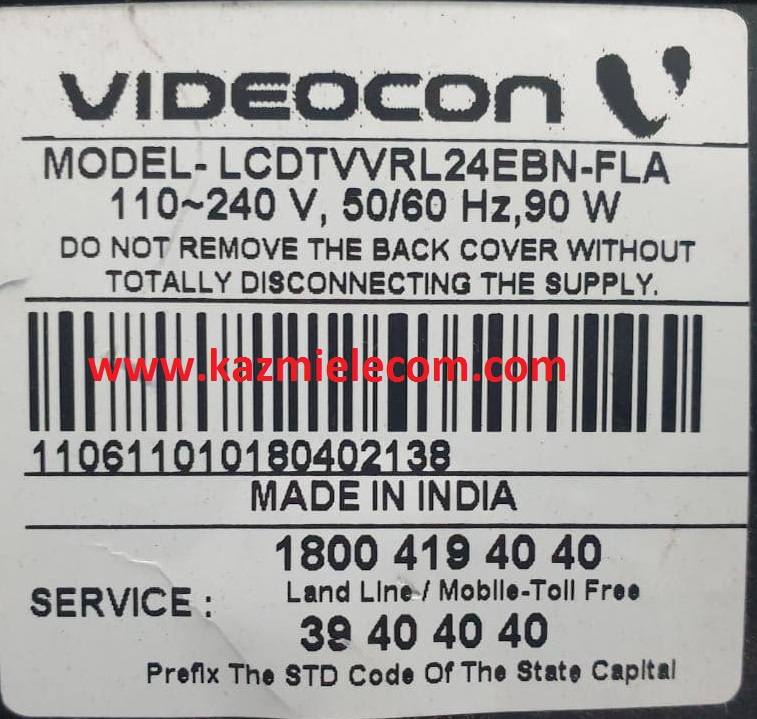 VIDEOCON
MODEL- LCDTVVRL24EBN-FLA
110~240 V, 50/60 Hz,90 W
DO NOT REMOVE THE BACK COVER WITHOUT
TOTALLY DISCONNECTING THE SUPPLY.
www.kazmielecom.com
110611010180402138
MADE IN INDIA
1800 419 40 40
SERVICE : Land Line / Mobile-Toll Free
39 40 40 40
Prefix The STD Code Of The State Capital